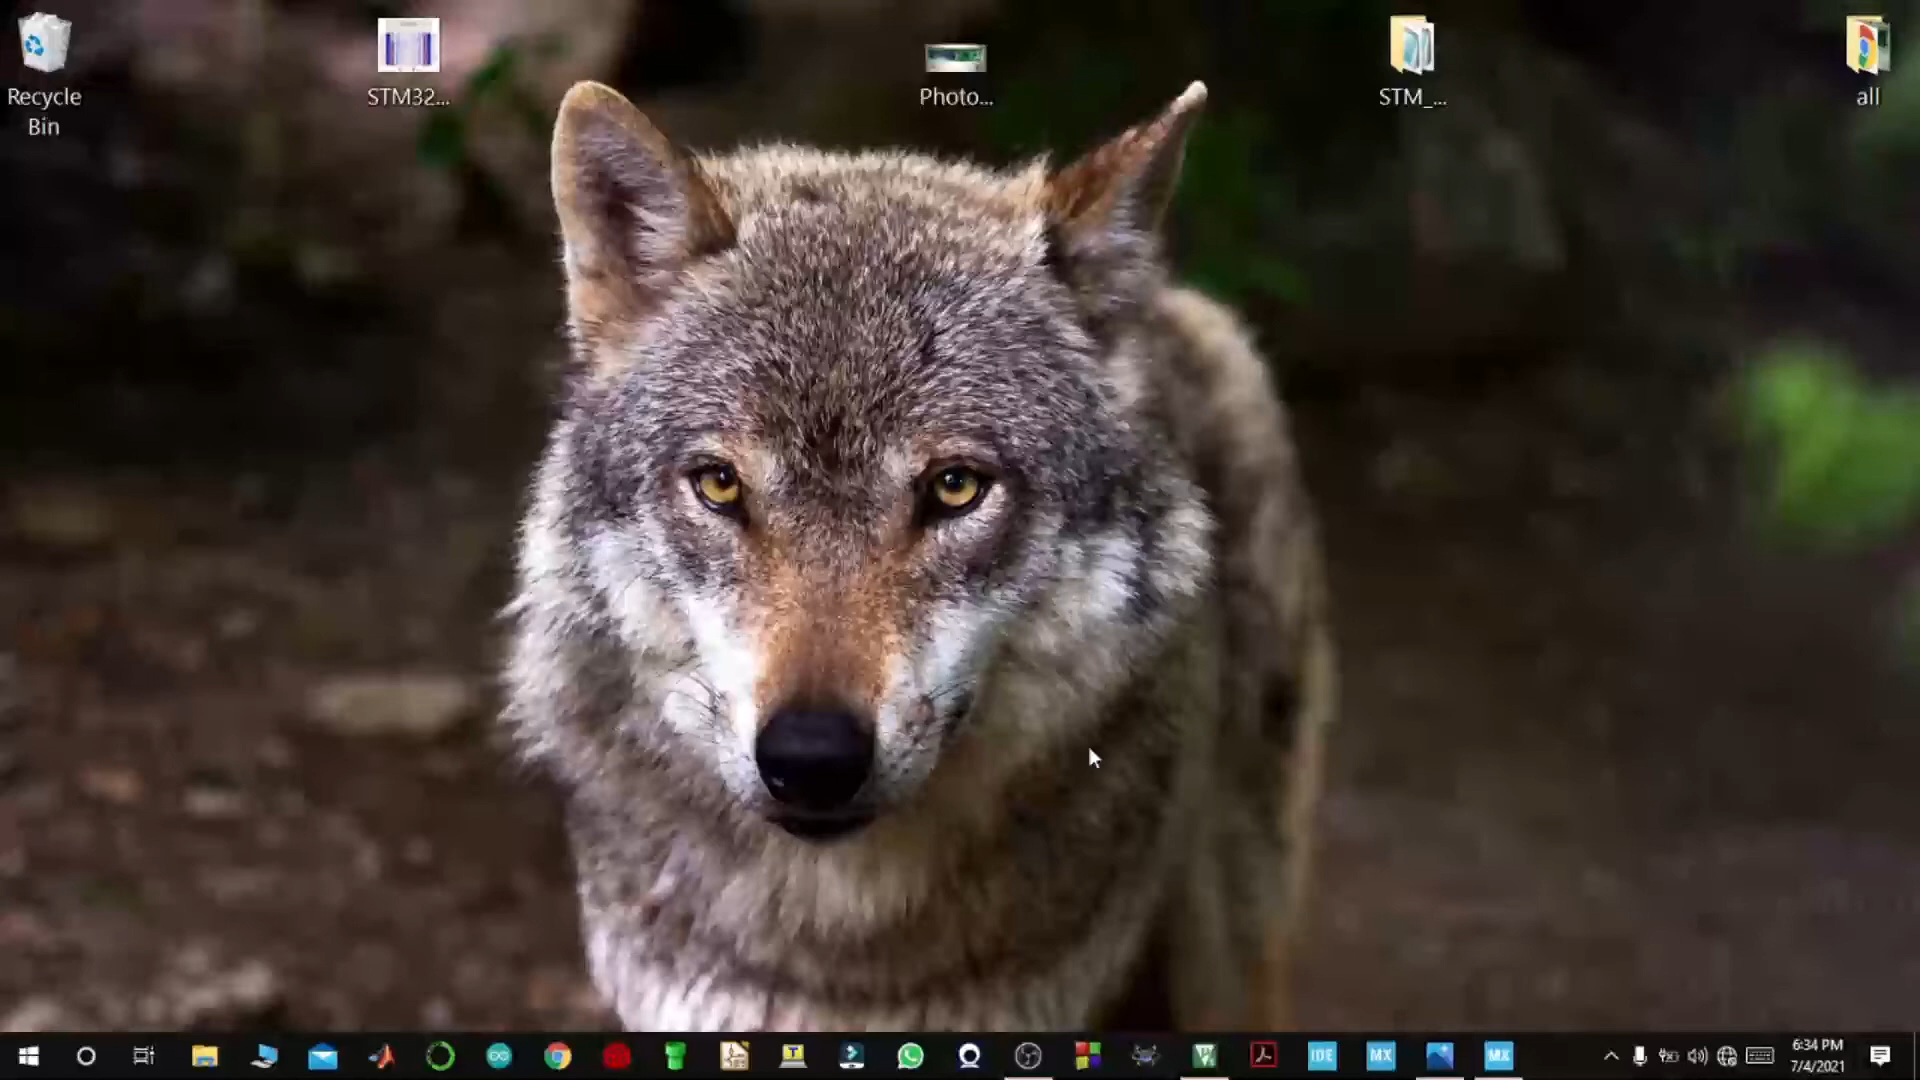 Recycle
Bin
STM32...
Photo...
STM_...
all
IDE
MX
MX
6:34 PM
7/4/2021